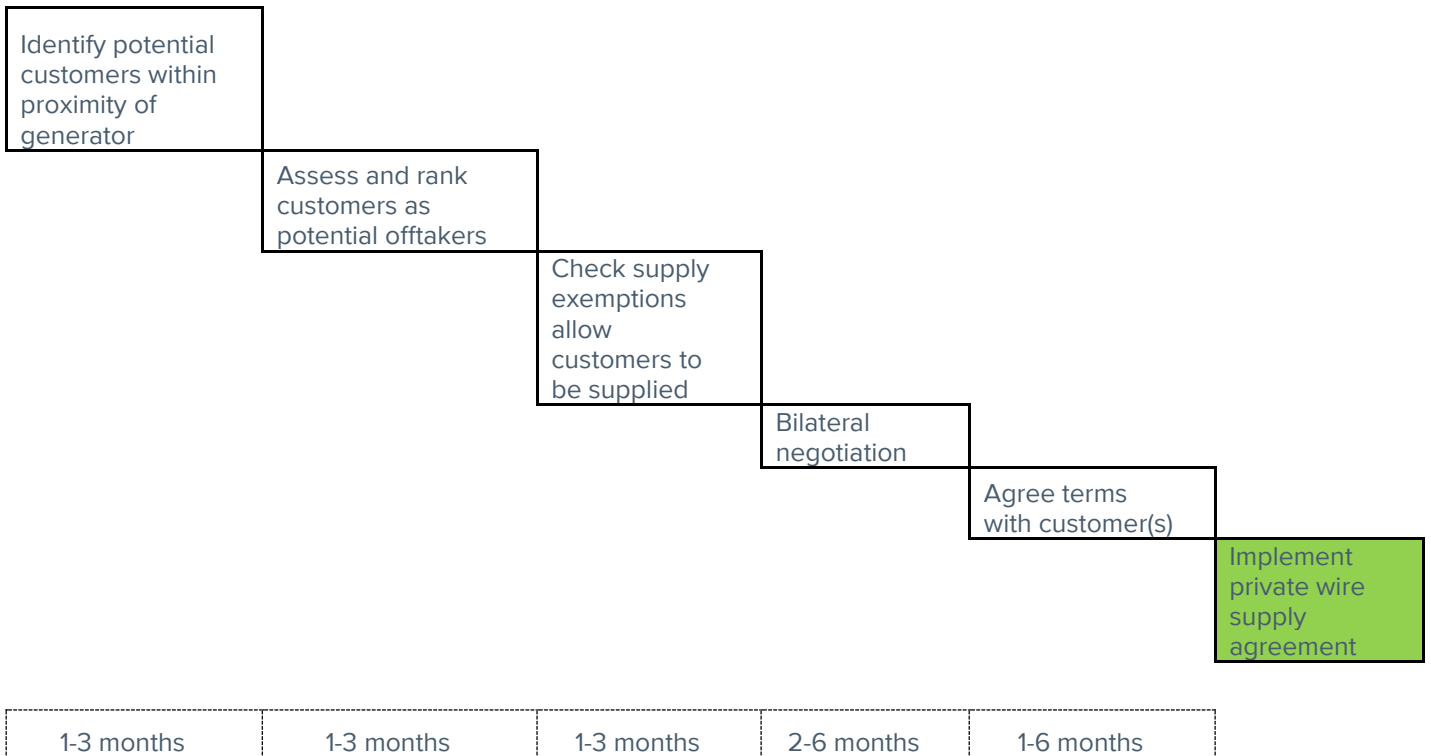 Identify potential
customers within
proximity of
generator
Assess and rank
customers as
potential offtakers
Check supply
exemptions
allow
customers to
be supplied
Bilateral
negotiation
Agree terms
with customer(s)
Implement
private wire
supply
agreement
1-3 months
1-3 months
1-3 months
2-6 months
1-6 months